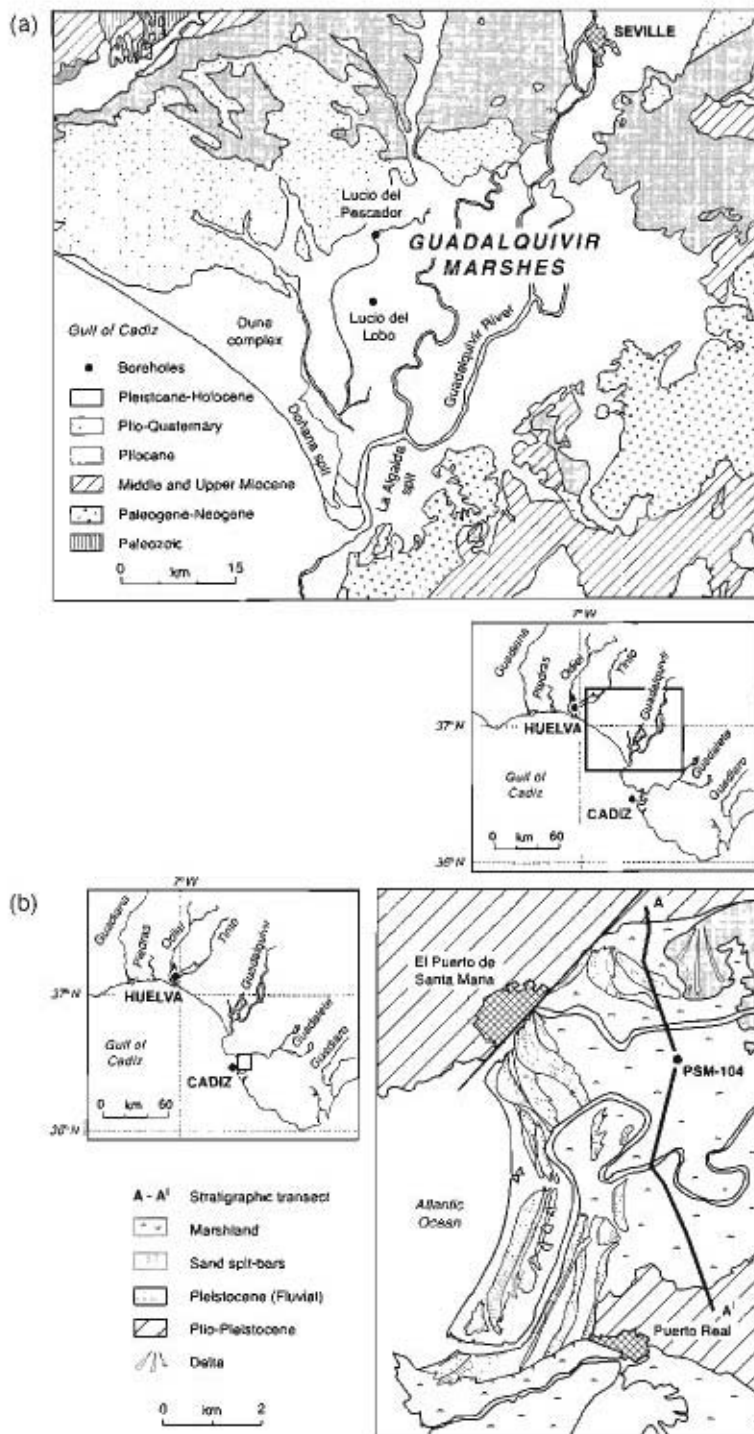 (a)
SEVILLE
Lucio del
Pescador
GUADALQUIVIR
MARSHES
Gulf of Cadiz
Dune
complex
Lucio del
Lobo
Guadalquivir River
Doñana spit
La Algaida
spit
Boreholes
Pleistocene-Holocene
Plio-Quaternary
Pliocene
Middle and Upper Miocene
Paleogene-Neogene
Paleozoic
0 15
km
7° W
Guadiana
Piedras
Odiel
Tinto
Guadalquivir
37° N
HUELVA
Guadalete
Guadiaro
Gulf of
Cadiz
CADIZ
0 km 60
36° N
(b)
7° W
Guadiana
Piedras
Odiel
Tinto
Guadalquivir
HUELVA
37° N
Guadalete
Guadiaro
Gulf of
Cadiz
CADIZ
0 km 60
36° N
A - A'
Stratigraphic transect
Marshland
Sand spit-bars
Pleistocene (Fluvial)
Plio-Pleistocene
Delta
0 2
km
A
El Puerto de
Santa Maria
PSM-104
Atlantic
Ocean
A'
Puerto Real